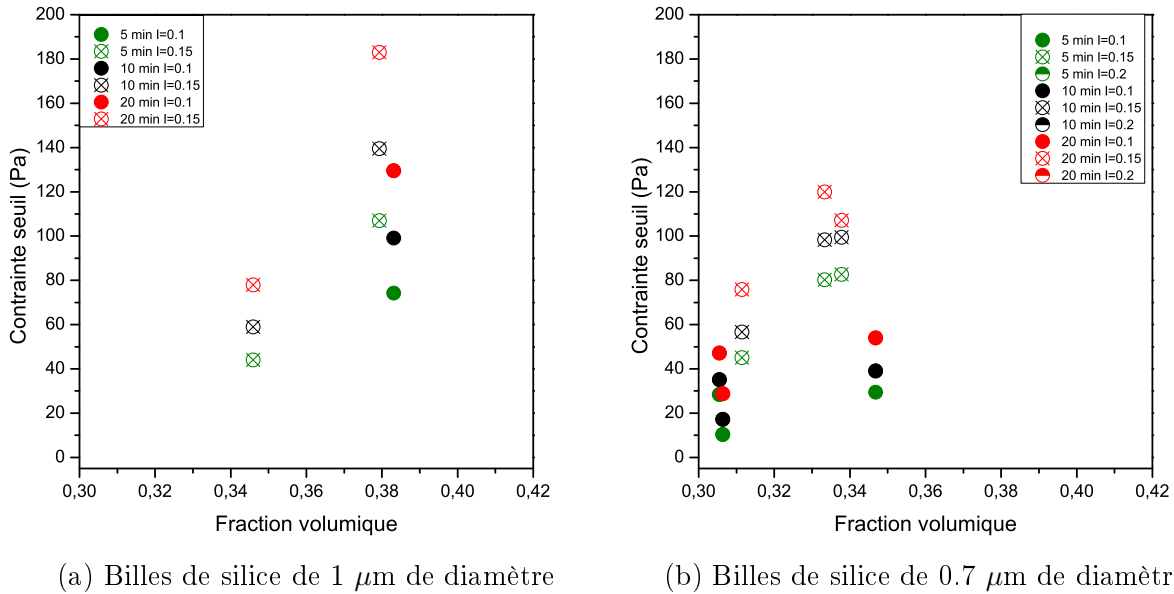 200
180
160
140
120
100
80
60
40
20
0
Contrainte seuil (Pa)
5 min I=0.1
5 min I=0.15
10 min I=0.1
10 min I=0.15
20 min I=0.1
20 min I=0.15
0,30
0,32
0,34
0,36
0,38
0,40
0,42
Fraction volumique
(a) Billes de silice de 1 μm de diamètre
200
180
160
140
120
100
80
60
40
20
0
Contrainte seuil (Pa)
5 min I=0.1
5 min I=0.15
5 min I=0.2
10 min I=0.1
10 min I=0.15
10 min I=0.2
20 min I=0.1
20 min I=0.15
20 min I=0.2
0,30
0,32
0,34
0,36
0,38
0,40
0,42
Fraction volumique
(b) Billes de silice de 0.7 μm de diamètr